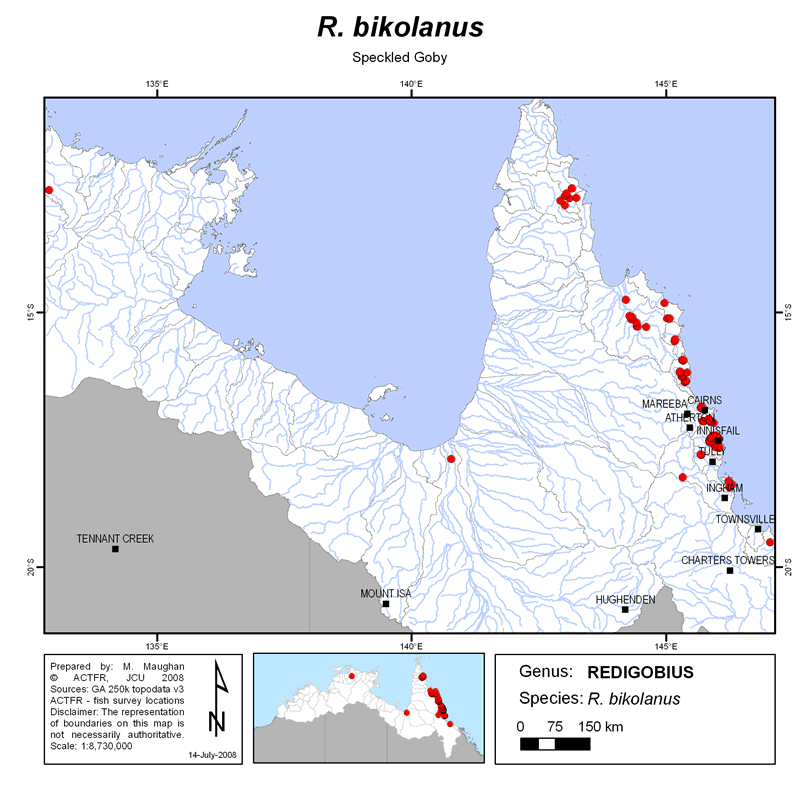 R. bikolanus
Speckled Goby
135°E 140°E 145°E
15°S 15°S
MAREEBA CAIRNS
ATHERTON
INNISFAIL
TULLY
INGHAM
TOWNSVILLE
TENNANT CREEK
CHARTERS TOWERS
20°S 20°S
MOUNT ISA
HUGHENDEN
135°E 140°E 145°E
Prepared by: M. Maughan
© ACTFR, JCU 2008
Sources: GA 250k topodata v3
ACTFR - fish survey locations
Disclaimer: The representation
of boundaries on this map is
not necessarily authoritative.
Scale: 1:8,730,000
N
14-July-2008
Genus: REDIGOBIUS
Species: R. bikolanus
0 75 150 km